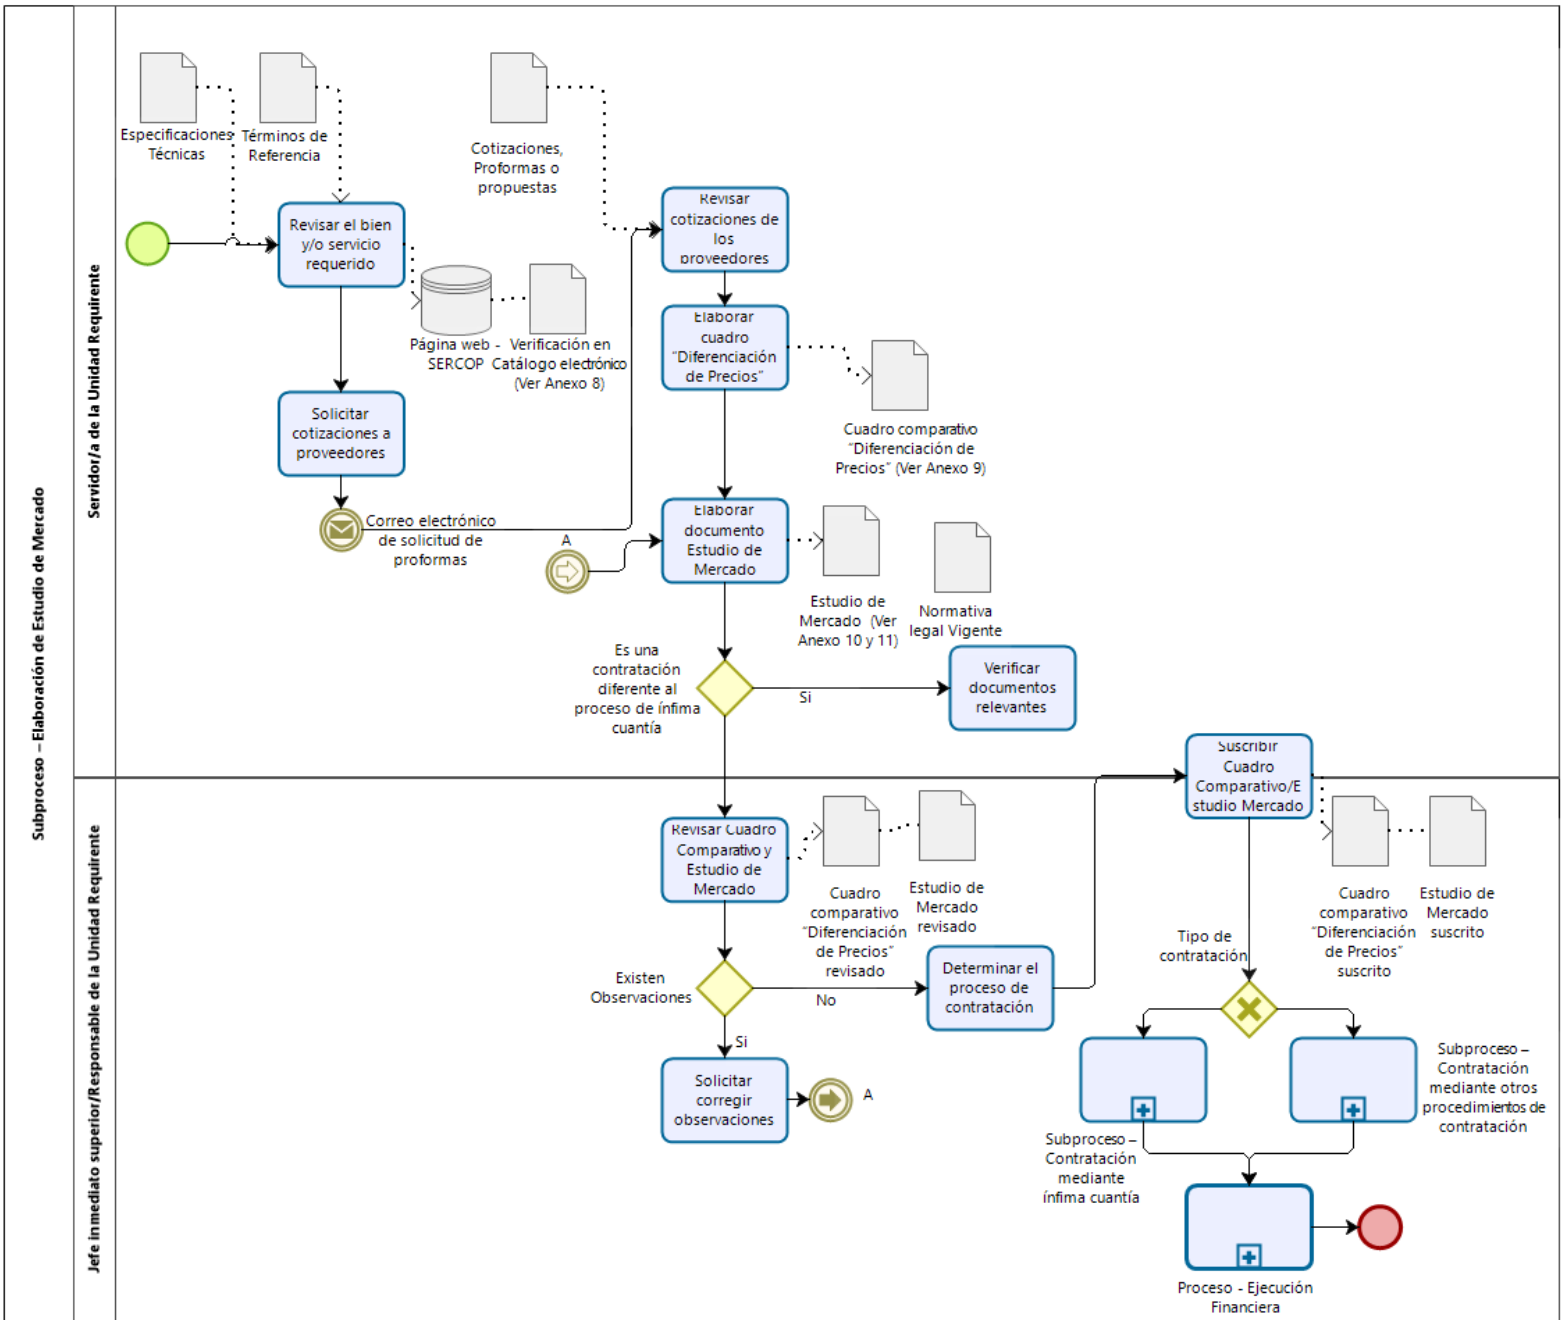 Subproceso – Elaboración de Estudio de Mercado
Servidor/a de la Unidad Requirente
Jefe inmediato superior/Responsable de la Unidad Requirente
Especificaciones
Técnicas
Términos de
Referencia
Cotizaciones,
Proformas o
propuestas
Revisar el bien
y/o servicio
requerido
Revisar
cotizaciones de
los
proveedores
Página web -
SERCOP
Verificación en
Catálogo electrónico
(Ver Anexo 8)
Elaborar
cuadro
"Diferenciación
de Precios"
Cuadro comparativo
"Diferenciación de
Precios" (Ver Anexo 9)
Solicitar
cotizaciones a
proveedores
Correo electrónico
de solicitud de
proformas
A
Elaborar
documento
Estudio de
Mercado
Estudio de
Mercado (Ver
Anexo 10 y 11)
Normativa
legal Vigente
Es una
contratación
diferente al
proceso de ínfima
cuantía
Si
Verificar
documentos
relevantes
Suscribir
Cuadro
Comparativo/E
studio Mercado
Revisar Cuadro
Comparativo y
Estudio de
Mercado
Cuadro
comparativo
"Diferenciación
de Precios"
revisado
Estudio de
Mercado
revisado
Cuadro
comparativo
"Diferenciación
de Precios"
suscrito
Estudio de
Mercado
suscrito
Existen
Observaciones
No
Determinar el
proceso de
contratación
Tipo de
contratación
Si
Solicitar
corregir
observaciones
A
Subproceso –
Contratación
mediante
ínfima cuantía
Subproceso –
Contratación
mediante otros
procedimientos de
contratación
Proceso - Ejecución
Financiera